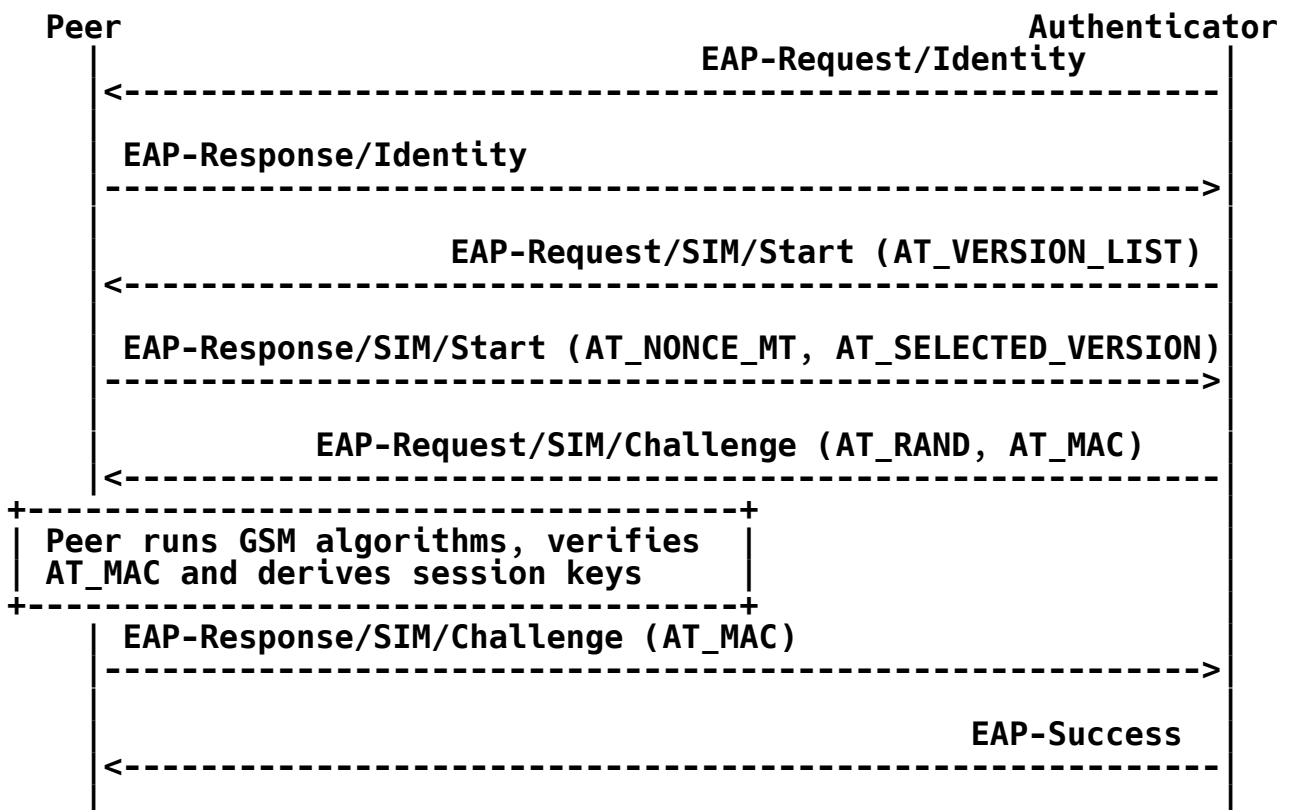 Peer Authenticator
EAP-Request/Identity
EAP-Response/Identity
EAP-Request/SIM/Start (AT_VERSION_LIST)
EAP-Response/SIM/Start (AT_NONCE_MT, AT_SELECTED_VERSION)
EAP-Request/SIM/Challenge (AT_RAND, AT_MAC)
Peer runs GSM algorithms, verifies
AT_MAC and derives session keys
EAP-Response/SIM/Challenge (AT_MAC)
EAP-Success